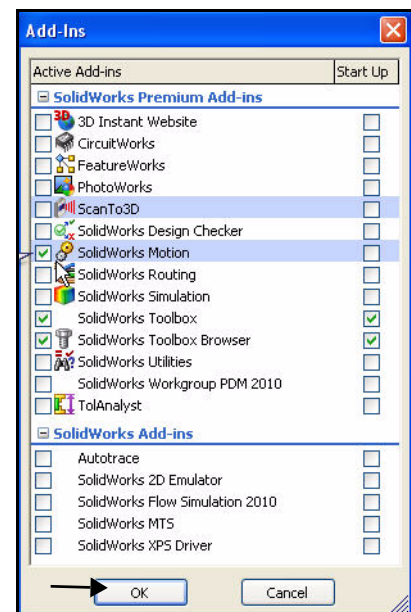 Add-Ins
Active Add-ins Start Up
SolidWorks Premium Add-ins
3D Instant Website
CircuitWorks
FeatureWorks
PhotoWorks
ScanTo3D
SolidWorks Design Checker
SolidWorks Motion
SolidWorks Routing
SolidWorks Simulation
SolidWorks Toolbox
SolidWorks Toolbox Browser
SolidWorks Utilities
SolidWorks Workgroup PDM 2010
TolAnalyst
SolidWorks Add-ins
Autotrace
SolidWorks 2D Emulator
SolidWorks Flow Simulation 2010
SolidWorks MTS
SolidWorks XPS Driver
OK Cancel